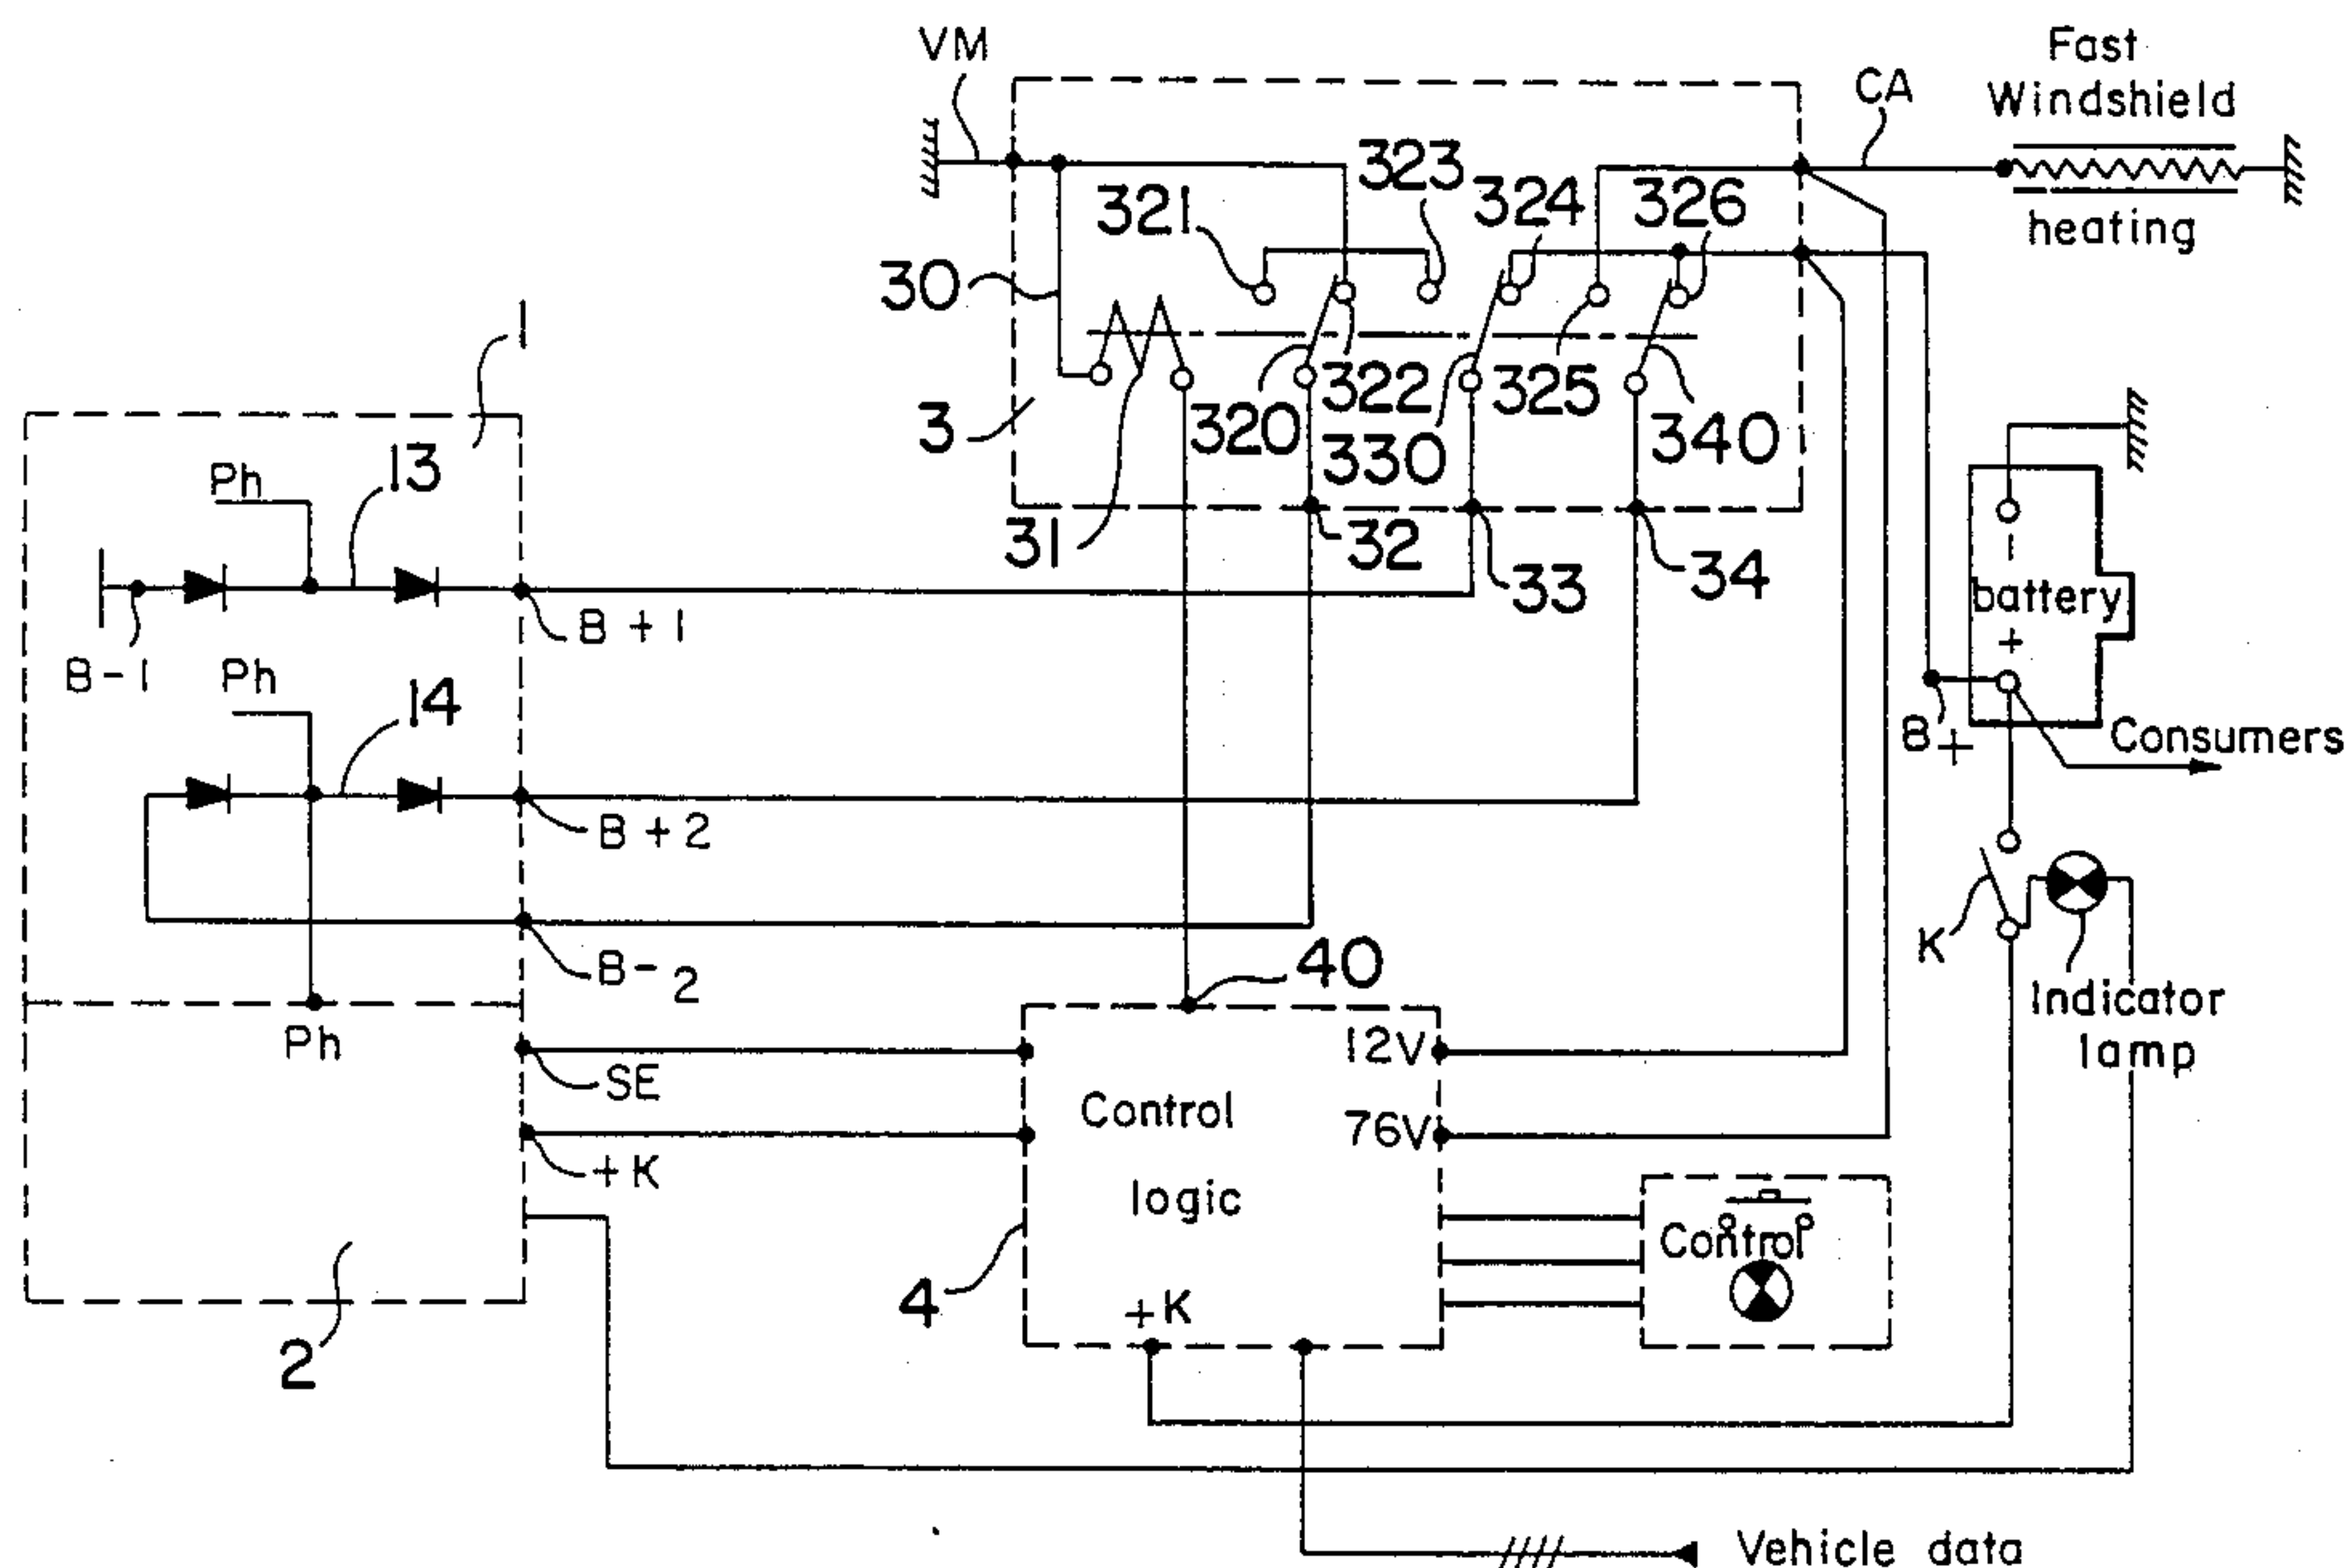 VM
Fast
Windshield
heating
CA
321
323
324
326
30
322
325
320
330
340
3
31
32
33
34
1
Ph
13
B-1
B+1
Ph
14
B+2
B-2
Ph
SE
+K
2
40
12V
76V
Control
logic
+K
4
Control
-
battery
+
B+
Consumers
K
Indicator
lamp
Vehicle data